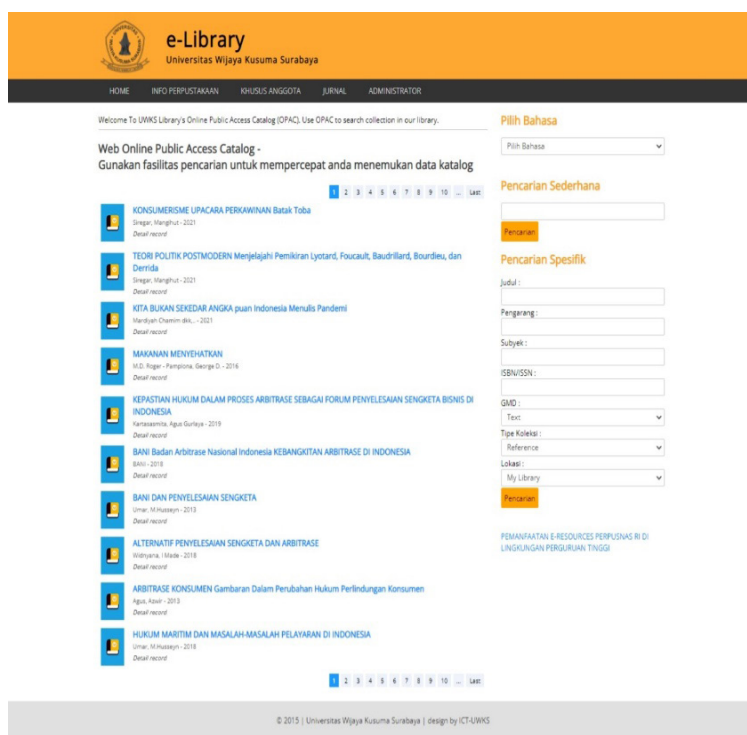 e-Library
Universitas Wijaya Kusuma Surabaya
HOME INFO PERPUSTAKAAN KHUSUS ANGGOTA JURNAL ADMINISTRATOR
Welcome To UWKS Library's Online Public Access Catalog (OPAC). Use OPAC to search collection in our library.
Web Online Public Access Catalog -
Gunakan fasilitas pencarian untuk mempercepat anda menemukan data katalog
1 2 3 4 5 6 7 8 9 10 ... Last
KONSUMERISME UPACARA PERKAWINAN Batak Toba
Siregar, Mangihut - 2021
Detail record
TEORI POLITIK POSTMODERN Menjelajahi Pemikiran Lyotard, Foucault, Baudrillard, Bourdieu, dan
Derrida
Siregar, Mangihut - 2021
Detail record
KITA BUKAN SEKEDAR ANGKA puan Indonesia Menulis Pandemi
Mardiyah Chamim dkk,.. - 2021
Detail record
MAKANAN MENYEHATKAN
M.D. Roger - Pamplona, George D. - 2016
Detail record
KEPASTIAN HUKUM DALAM PROSES ARBITRASE SEBAGAI FORUM PENYELESAIAN SENGKETA BISNIS DI
INDONESIA
Kartasasmita, Agus Gurlaya - 2019
Detail record
BANI Badan Arbitrase Nasional Indonesia KEBANGKITAN ARBITRASE DI INDONESIA
BANI - 2018
Detail record
BANI DAN PENYELESAIAN SENGKETA
Umar, M.Husseyn - 2013
Detail record
ALTERNATIF PENYELESAIAN SENGKETA DAN ARBITRASE
Widnyana, I Made - 2018
Detail record
ARBITRASE KONSUMEN Gambaran Dalam Perubahan Hukum Perlindungan Konsumen
Agus, Azwir - 2013
Detail record
HUKUM MARITIM DAN MASALAH-MASALAH PELAYARAN DI INDONESIA
Umar, M.Husseyn - 2018
Detail record
1 2 3 4 5 6 7 8 9 10 ... Last
Pilih Bahasa
Pilih Bahasa
Pencarian Sederhana
Pencarian
Pencarian Spesifik
Judul :
Pengarang :
Subyek :
ISBN/ISSN :
GMD :
Text
Tipe Koleksi :
Reference
Lokasi :
My Library
Pencarian
PEMANFAATAN E-RESOURCES PERPUSNAS RI DI
LINGKUNGAN PERGURUAN TINGGI
© 2015 | Universitas Wijaya Kusuma Surabaya | design by ICT-UWKS